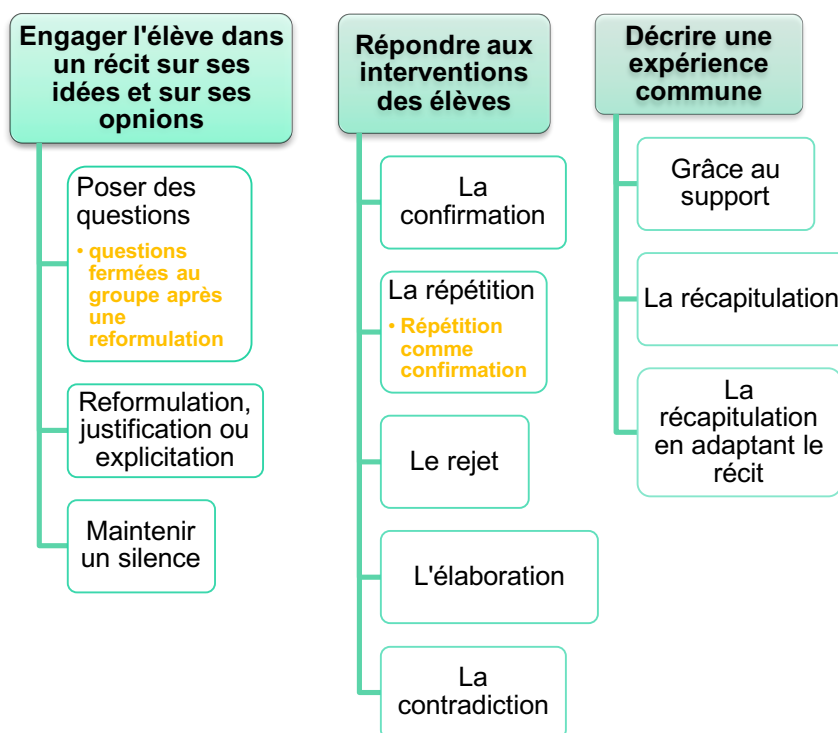 Engager l'élève dans
un récit sur ses
idées et sur ses
opnions
Poser des
questions
• questions
fermées au
groupe après
une
reformulation
Reformulation,
justification ou
explicitation
Maintenir
un silence
Répondre aux
interventions
des élèves
La
confirmation
La répétition
• Répétition
comme
confirmation
Le rejet
L'élaboration
La
contradiction
Décrire une
expérience
commune
Grâce au
support
La récapitulation
La
récapitulation
en adaptant le
récit